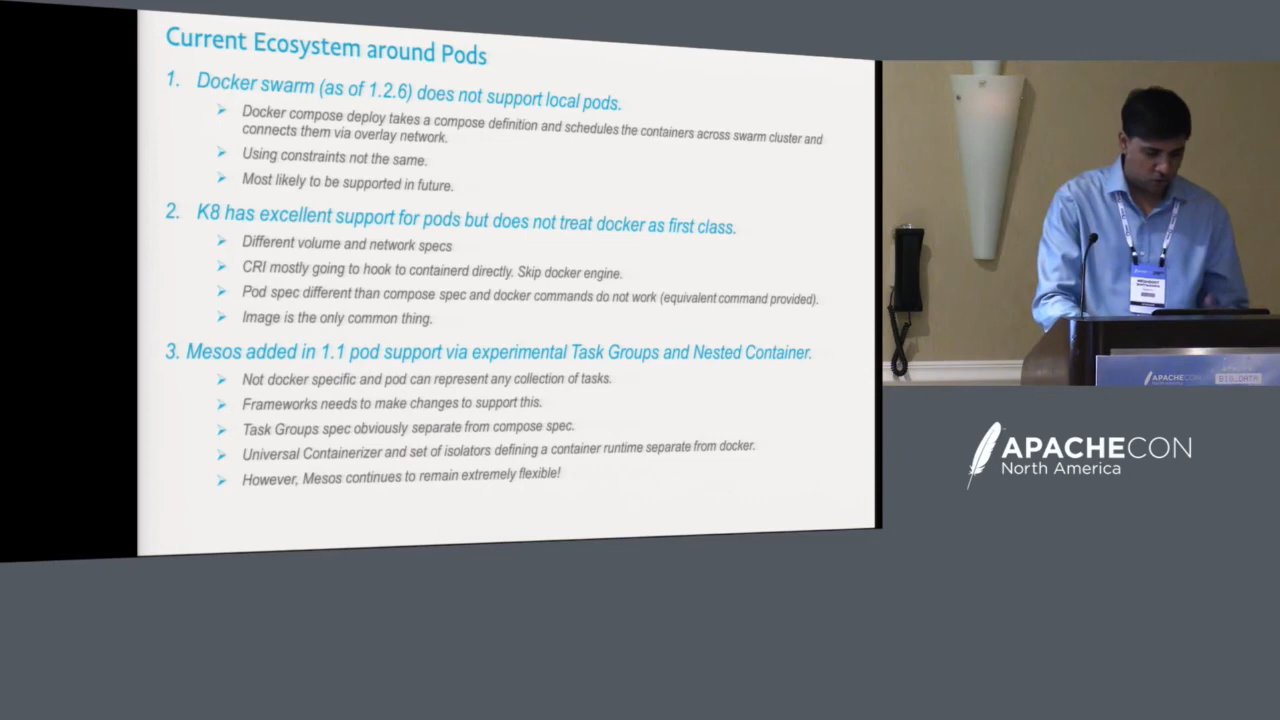 Current Ecosystem around Pods
1. Docker swarm (as of 1.2.6) does not support local pods.
Docker compose deploy takes a compose definition and schedules the containers across swarm cluster and
connects them via overlay network.
Using constraints not the same.
Most likely to be supported in future.
2. K8 has excellent support for pods but does not treat docker as first class.
Different volume and network specs
CRI mostly going to hook to containerd directly. Skip docker engine.
Pod spec different than compose spec and docker commands do not work (equivalent command provided).
Image is the only common thing.
3. Mesos added in 1.1 pod support via experimental Task Groups and Nested Container.
Not docker specific and pod can represent any collection of tasks.
Frameworks needs to make changes to support this.
Task Groups spec obviously separate from compose spec.
Universal Containerizer and set of isolators defining a container runtime separate from docker.
However, Mesos continues to remain extremely flexible!
APACHECON
North America
BIG_DATA
APACHECON
North America